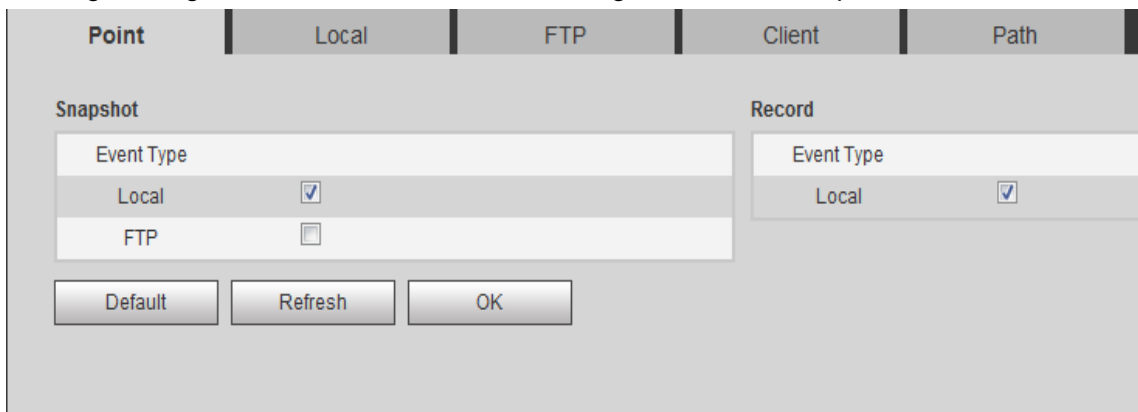 Point Local FTP Client Path
Snapshot Record
Event Type Event Type
Local Local
FTP
Default Refresh OK